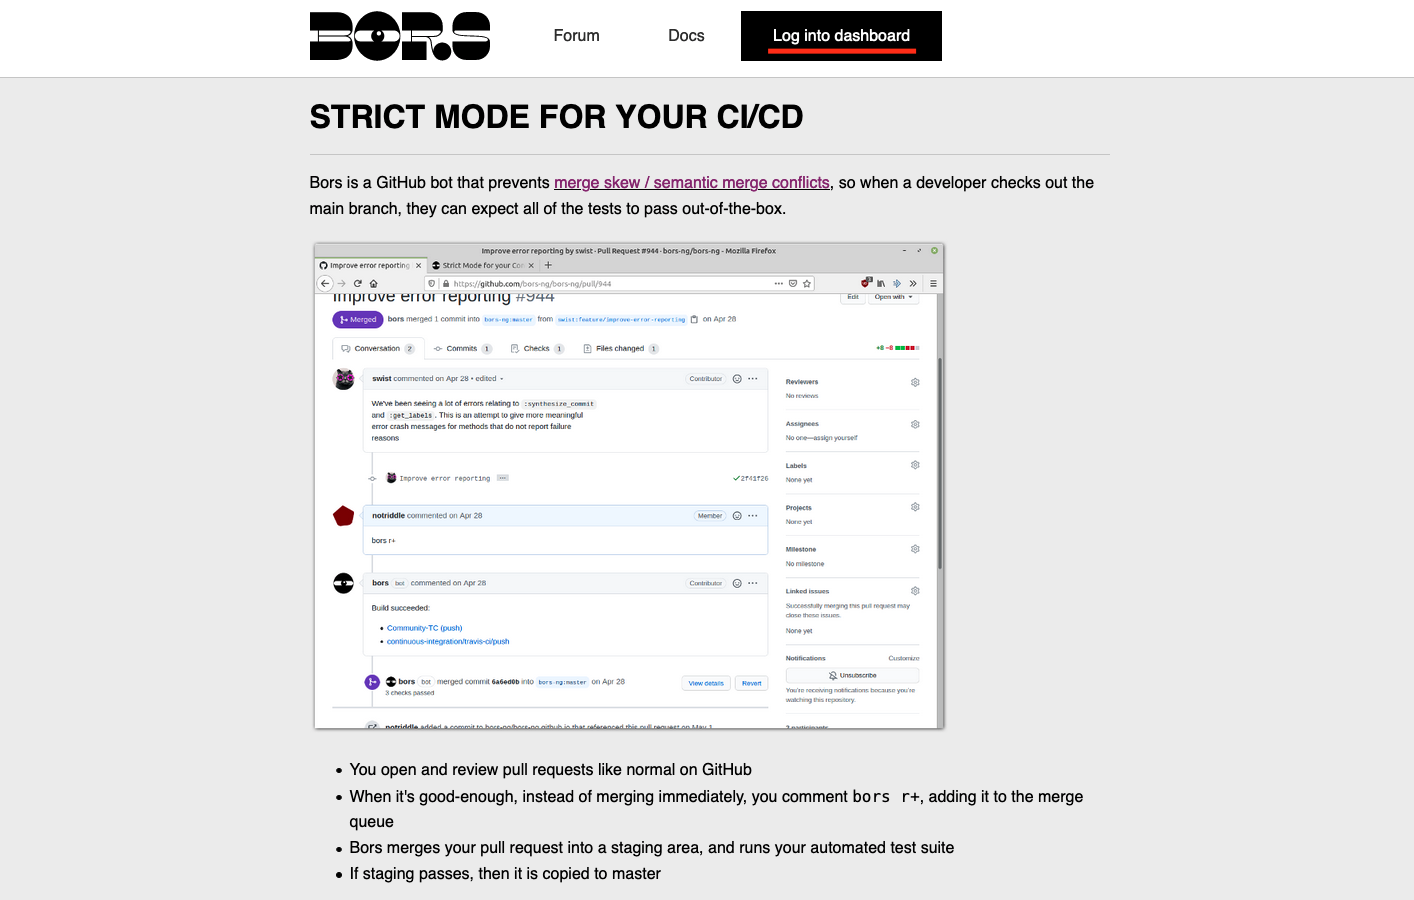 BORS
Forum
Docs
Log into dashboard
STRICT MODE FOR YOUR CI/CD
Bors is a GitHub bot that prevents merge skew / semantic merge conflicts, so when a developer checks out the
main branch, they can expect all of the tests to pass out-of-the-box.
Improve error reporting by swist · Pull Request #944 · bors-ng/bors-ng - Mozilla Firefox
Improve error reporting
Strict Mode for your Con
https://github.com/bors-ng/bors-ng/pull/944
Improve error reporting #944
Edit
Open with
Merged
bors merged 1 commit into bors-ng:master from swist:feature/improve-error-reporting on Apr 28
Conversation 2
Commits 1
Checks 1
Files changed 1
+8 −8
swist commented on Apr 28 • edited
Contributor
We've been seeing a lot of errors relating to :synthesize_commit
and :get_labels . This is an attempt to give more meaningful
error crash messages for methods that do not report failure
reasons
Improve error reporting
2f41f26
notriddle commented on Apr 28
Member
bors r+
bors bot commented on Apr 28
Contributor
Build succeeded:
• Community-TC (push)
• continuous-integration/travis-ci/push
bors bot merged commit 6a6ed0b into bors-ng:master on Apr 28
3 checks passed
View details
Revert
notriddle added a commit to bors-ng/bors-ng.github.io that referenced this pull request on May 1
Reviewers
No reviews
Assignees
No one—assign yourself
Labels
None yet
Projects
None yet
Milestone
No milestone
Linked issues
Successfully merging this pull request may
close these issues.
None yet
Notifications
Customize
Unsubscribe
You're receiving notifications because you're
watching this repository.
2 participants
• You open and review pull requests like normal on GitHub
• When it's good-enough, instead of merging immediately, you comment bors r+, adding it to the merge
queue
• Bors merges your pull request into a staging area, and runs your automated test suite
• If staging passes, then it is copied to master